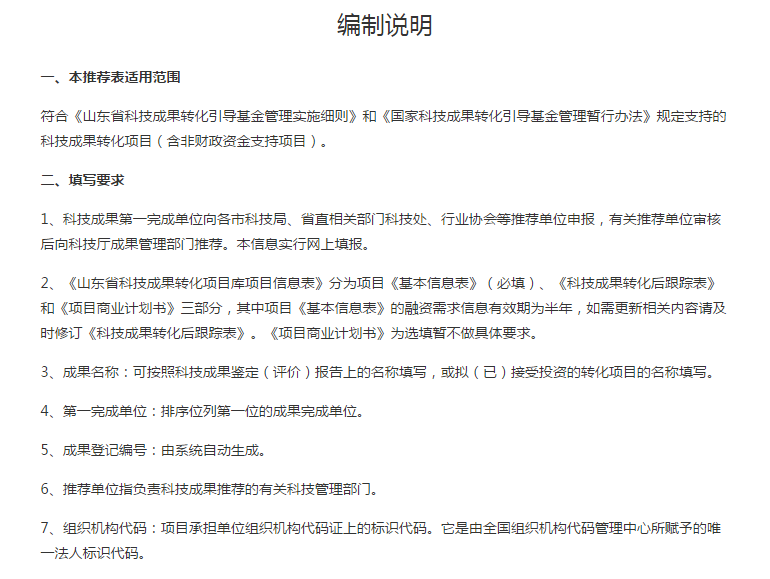 编制说明
一、本推荐表适用范围
符合《山东省科技成果转化引导基金管理实施细则》和《国家科技成果转化引导基金管理暂行办法》规定支持的
科技成果转化项目（含非财政资金支持项目）。
二、填写要求
1、科技成果第一完成单位向各市科技局、省直相关部门科技处、行业协会等推荐单位申报，有关推荐单位审核
后向科技厅成果管理部门推荐。本信息实行网上填报。
2、《山东省科技成果转化项目库项目信息表》分为项目《基本信息表》（必填）、《科技成果转化后跟踪表》
和《项目商业计划书》三部分，其中项目《基本信息表》的融资需求信息有效期为半年，如需更新相关内容请及
时修订《科技成果转化后跟踪表》。《项目商业计划书》为选填暂不做具体要求。
3、成果名称：可按照科技成果鉴定（评价）报告上的名称填写，或拟（已）接受投资的转化项目的名称填写。
4、第一完成单位：排序位列第一位的成果完成单位。
5、成果登记编号：由系统自动生成。
6、推荐单位指负责科技成果推荐的有关科技管理部门。
7、组织机构代码：项目承担单位组织机构代码证上的标识代码。它是由全国组织机构代码管理中心所赋予的唯
一法人标识代码。